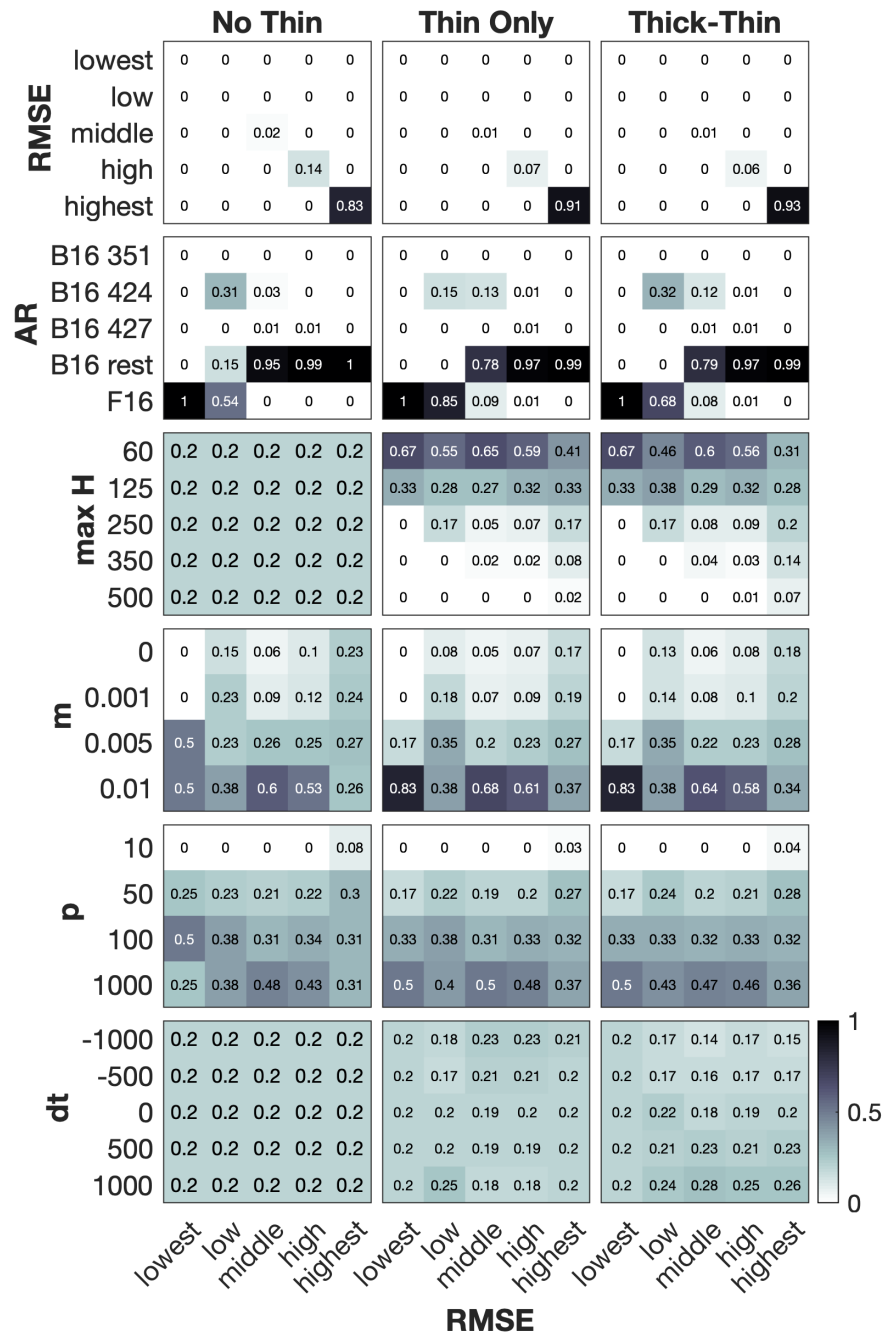 No Thin Thin Only Thick-Thin
RMSE
lowest 0 0 0 0 0 0 0 0 0 0 0 0 0 0 0
low 0 0 0 0 0 0 0 0 0 0 0 0 0 0 0
middle 0 0 0.02 0 0 0 0 0.01 0 0 0 0 0.01 0 0
high 0 0 0 0.14 0 0 0 0 0.07 0 0 0 0 0.06 0
highest 0 0 0 0 0.83 0 0 0 0 0.91 0 0 0 0 0.93
AR
B16 351 0 0 0 0 0 0 0 0 0 0 0 0 0 0 0
B16 424 0 0.31 0.03 0 0 0 0.15 0.13 0.01 0 0 0.32 0.12 0.01 0
B16 427 0 0 0.01 0.01 0 0 0 0 0.01 0 0 0 0.01 0.01 0
B16 rest 0 0.15 0.95 0.99 1 0 0 0.78 0.97 0.99 0 0 0.79 0.97 0.99
F16 1 0.54 0 0 0 1 0.85 0.09 0.01 0 1 0.68 0.08 0.01 0
max H
60 0.2 0.2 0.2 0.2 0.2 0.67 0.55 0.65 0.59 0.41 0.67 0.46 0.6 0.56 0.31
125 0.2 0.2 0.2 0.2 0.2 0.33 0.28 0.27 0.32 0.33 0.33 0.38 0.29 0.32 0.28
250 0.2 0.2 0.2 0.2 0.2 0 0.17 0.05 0.07 0.17 0 0.17 0.08 0.09 0.2
350 0.2 0.2 0.2 0.2 0.2 0 0 0.02 0.02 0.08 0 0 0.04 0.03 0.14
500 0.2 0.2 0.2 0.2 0.2 0 0 0 0 0.02 0 0 0 0.01 0.07
m
0 0 0.15 0.06 0.1 0.23 0 0.08 0.05 0.07 0.17 0 0.13 0.06 0.08 0.18
0.001 0 0.23 0.09 0.12 0.24 0 0.18 0.07 0.09 0.19 0 0.14 0.08 0.1 0.2
0.005 0.5 0.23 0.26 0.25 0.27 0.17 0.35 0.2 0.23 0.27 0.17 0.35 0.22 0.23 0.28
0.01 0.5 0.38 0.6 0.53 0.26 0.83 0.38 0.68 0.61 0.37 0.83 0.38 0.64 0.58 0.34
p
10 0 0 0 0 0.08 0 0 0 0 0.03 0 0 0 0 0.04
50 0.25 0.23 0.21 0.22 0.3 0.17 0.22 0.19 0.2 0.27 0.17 0.24 0.2 0.21 0.28
100 0.5 0.38 0.31 0.34 0.31 0.33 0.38 0.31 0.33 0.32 0.33 0.33 0.32 0.33 0.32
1000 0.25 0.38 0.48 0.43 0.31 0.5 0.4 0.5 0.48 0.37 0.5 0.43 0.47 0.46 0.36
dt
-1000 0.2 0.2 0.2 0.2 0.2 0.2 0.18 0.23 0.23 0.21 0.2 0.17 0.14 0.17 0.15
-500 0.2 0.2 0.2 0.2 0.2 0.2 0.17 0.21 0.21 0.2 0.2 0.17 0.16 0.17 0.17
0 0.2 0.2 0.2 0.2 0.2 0.2 0.2 0.19 0.2 0.2 0.2 0.22 0.18 0.19 0.2
500 0.2 0.2 0.2 0.2 0.2 0.2 0.2 0.19 0.19 0.2 0.2 0.21 0.23 0.21 0.23
1000 0.2 0.2 0.2 0.2 0.2 0.2 0.25 0.18 0.18 0.2 0.2 0.24 0.28 0.25 0.26
1
0.5
0
lowest low middle high highest lowest low middle high highest lowest low middle high highest
RMSE